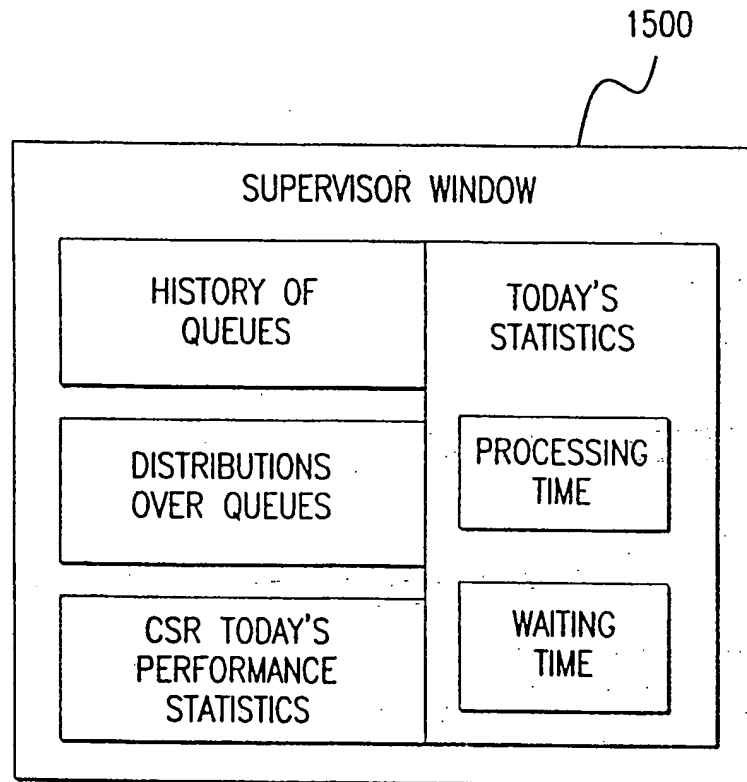 1500
SUPERVISOR WINDOW
HISTORY OF
QUEUES
DISTRIBUTIONS
OVER QUEUES
CSR TODAY'S
PERFORMANCE
STATISTICS
TODAY'S
STATISTICS
PROCESSING
TIME
WAITING
TIME